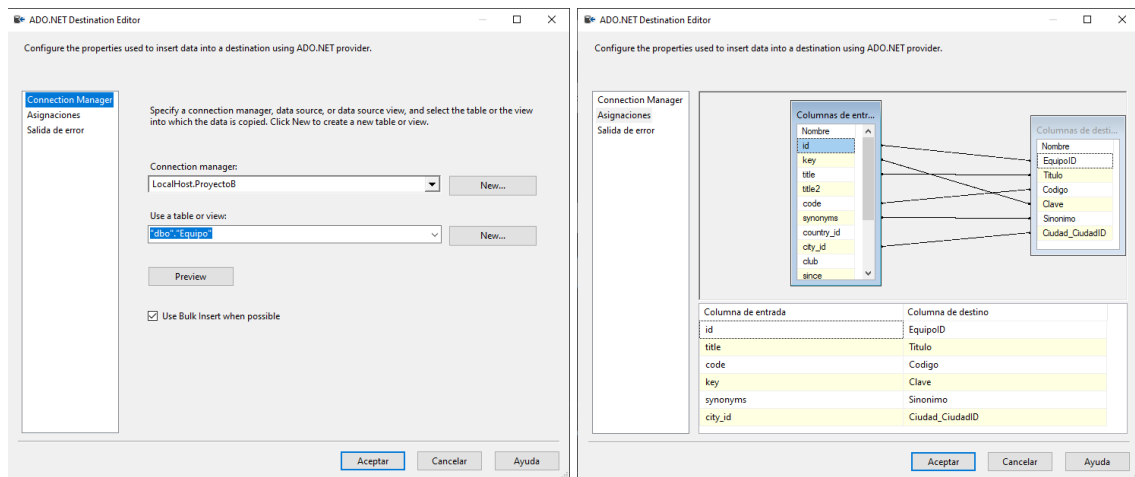 ADO.NET Destination Editor
Configure the properties used to insert data into a destination using ADO.NET provider.
Connection Manager
Asignaciones
Salida de error
Specify a connection manager, data source, or data source view, and select the table or the view
into which the data is copied. Click New to create a new table or view.
Connection manager:
LocalHost.ProyectoB
New...
Use a table or view:
"dbo"."Equipo"
New...
Preview
Use Bulk Insert when possible
Aceptar
Cancelar
Ayuda
ADO.NET Destination Editor
Configure the properties used to insert data into a destination using ADO.NET provider.
Connection Manager
Asignaciones
Salida de error
Columnas de entr...
Nombre
id
key
title
title2
code
synonyms
country_id
city_id
club
since
Columnas de desti...
Nombre
EquipoID
Titulo
Codigo
Clave
Sinonimo
Ciudad_CiudadID
Columna de entrada Columna de destino
id EquipoID
title Titulo
code Codigo
key Clave
synonyms Sinonimo
city_id Ciudad_CiudadID
Aceptar
Cancelar
Ayuda